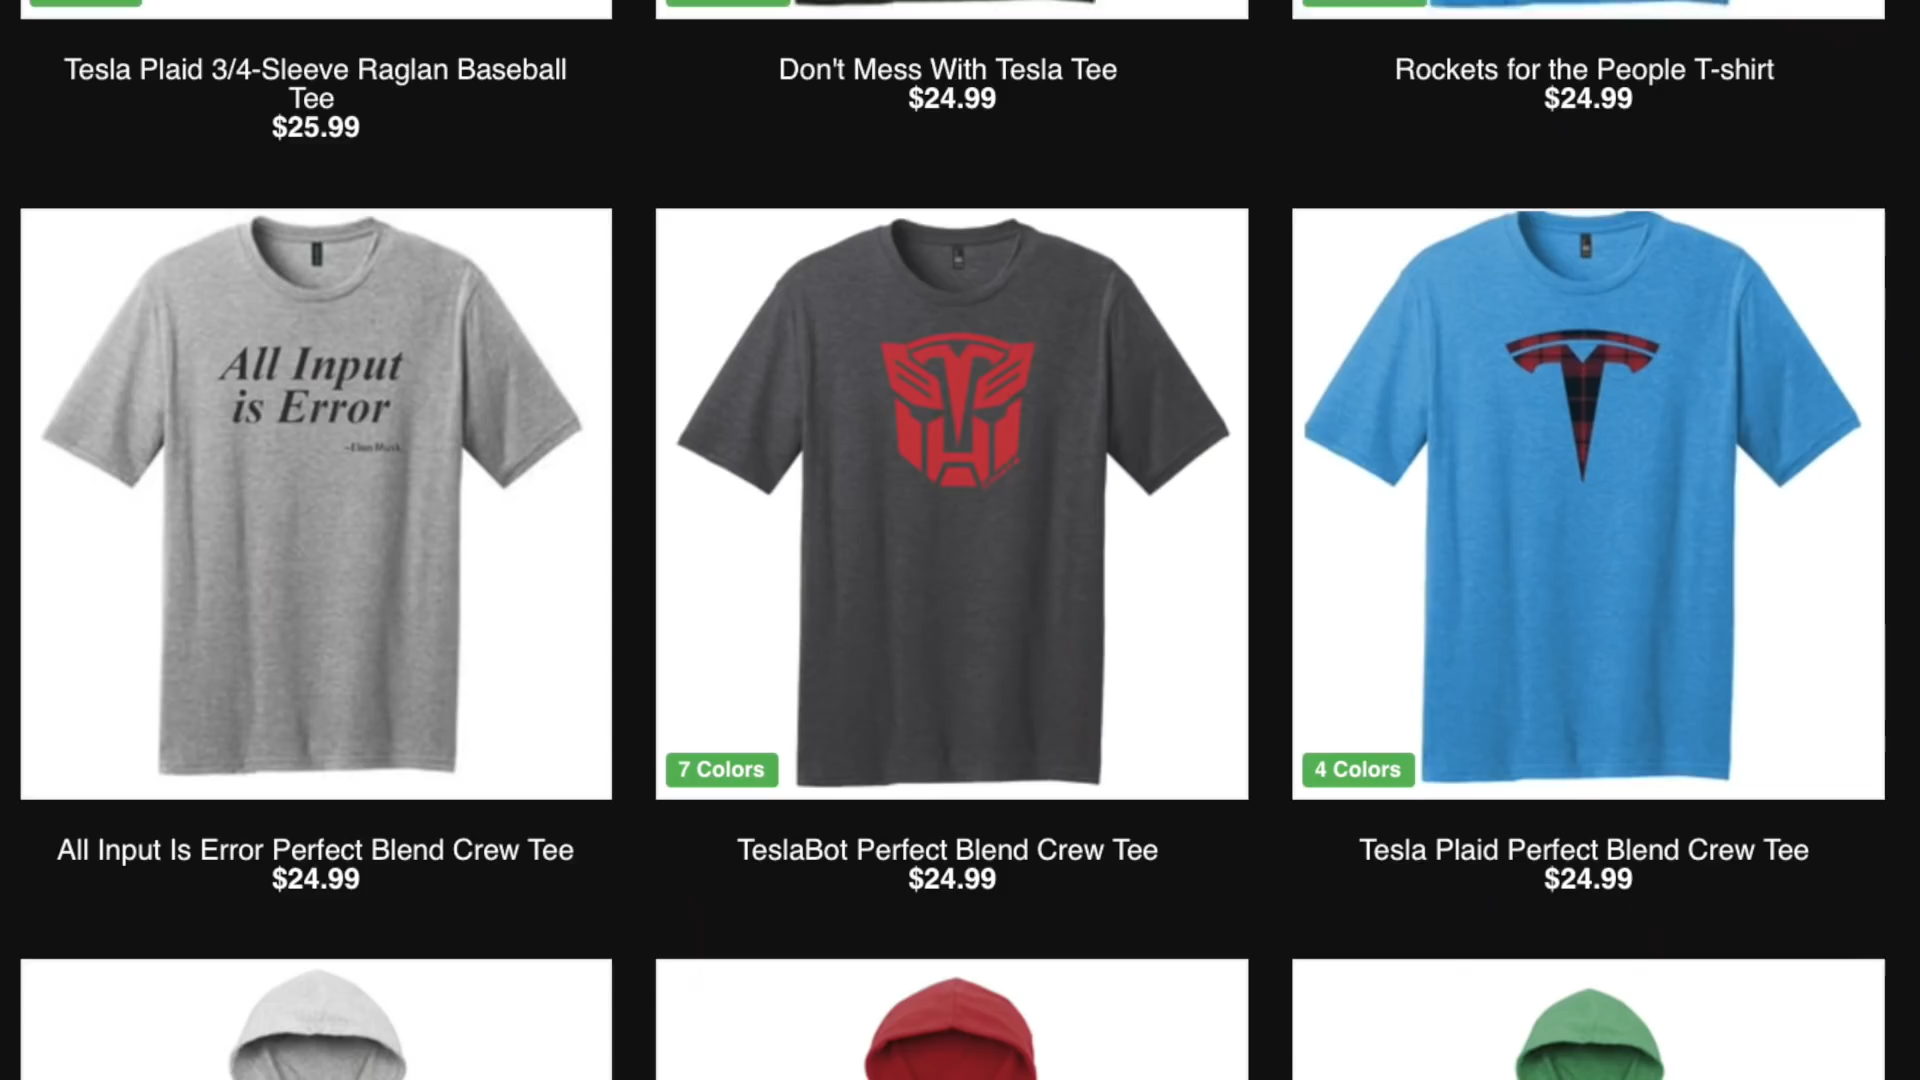 Tesla Plaid 3/4-Sleeve Raglan Baseball
Tee
$25.99
Don't Mess With Tesla Tee
$24.99
Rockets for the People T-shirt
$24.99
All Input
is Error
~Elon Musk
7 Colors
4 Colors
All Input Is Error Perfect Blend Crew Tee
$24.99
TeslaBot Perfect Blend Crew Tee
$24.99
Tesla Plaid Perfect Blend Crew Tee
$24.99